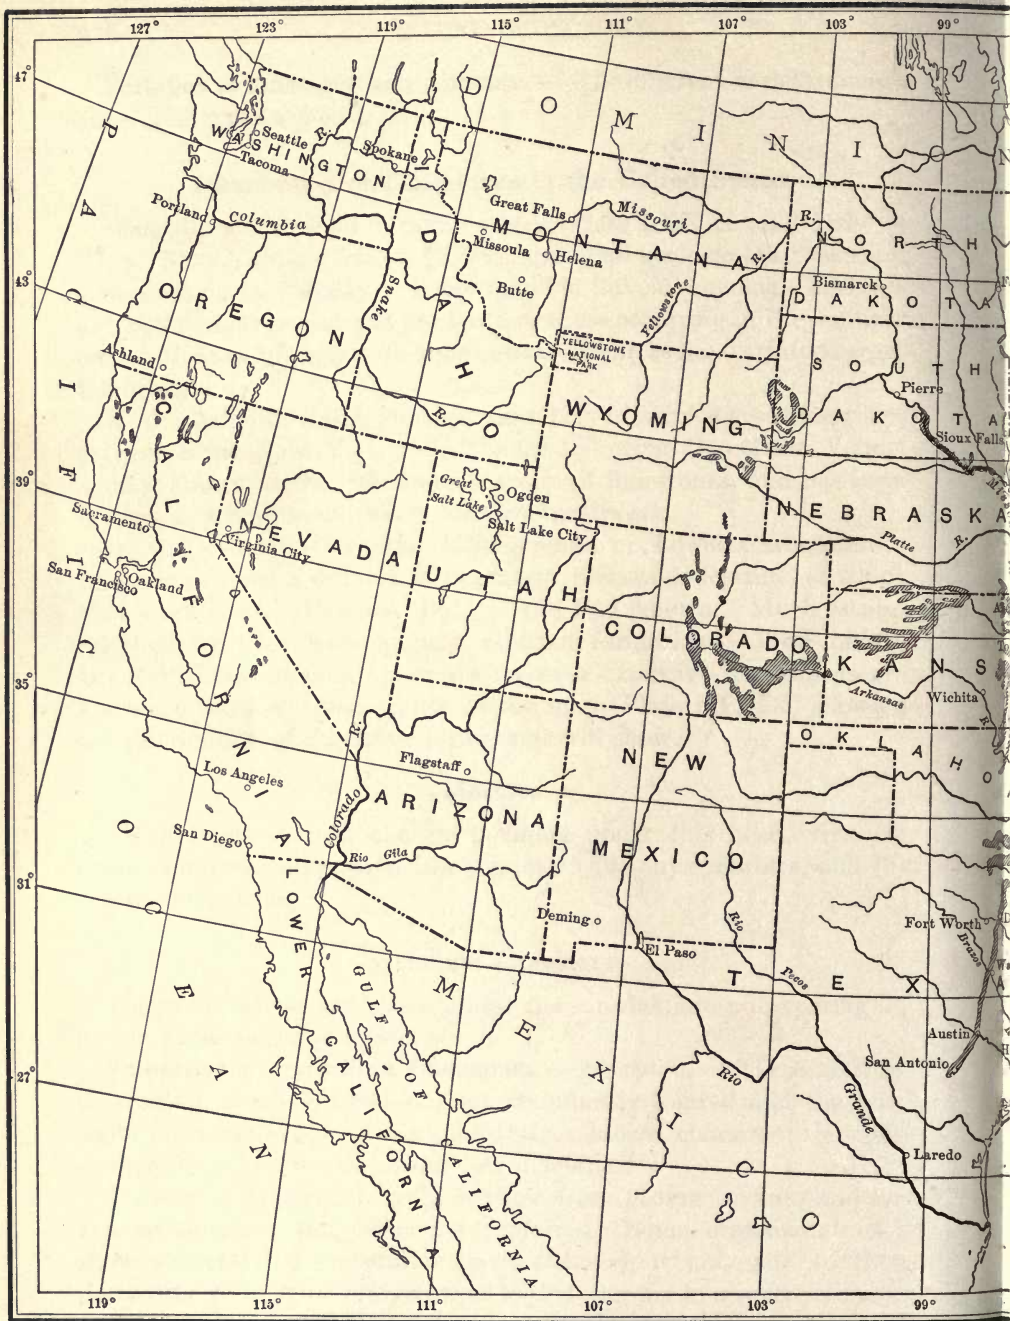 127° 123° 119° 115° 111° 107° 103° 99°
47°
43°
39°
35°
31°
27°
119° 115° 111° 107° 103° 99°
DOMINIO
PACIFIC
OCEAN
WASHINGTON
Seattle
Tacoma
Spokane
R.
Portland
Columbia
OREGON
Ashland
Snake
R.
IDAHO
MONTANA
Great Falls
Missouri
R.
Missoula
Helena
Butte
Yellowstone
R.
YELLOWSTONE
NATIONAL
PARK
WYOMING
NORTH
DAKOTA
Bismarck
SOUTH
DAKOTA
Pierre
Sioux Falls
NEBRASKA
Platte
R.
CALIFORNIA
Sacramento
San Francisco
Oakland
Los Angeles
San Diego
NEVADA
Virginia City
UTAH
Great
Salt Lake
Ogden
Salt Lake City
COLORADO
KANS
Arkansas
Wichita
R.
OKLAHO
ARIZONA
Flagstaff
Colorado
R.
Rio Gila
NEW
MEXICO
Deming
Rio
Pecos
El Paso
TEX
Fort Worth
Brazos
Austin
San Antonio
Rio
Grande
Laredo
LOWER
CALIFORNIA
GULF OF
CALIFORNIA
MEXICO